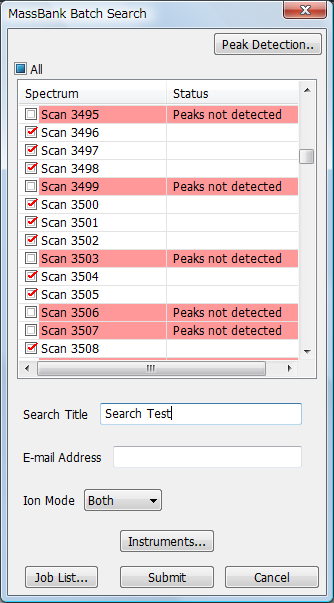 MassBank Batch Search
Peak Detection..
All
Spectrum Status
Scan 3495 Peaks not detected
Scan 3496
Scan 3497
Scan 3498
Scan 3499 Peaks not detected
Scan 3500
Scan 3501
Scan 3502
Scan 3503 Peaks not detected
Scan 3504
Scan 3505
Scan 3506 Peaks not detected
Scan 3507 Peaks not detected
Scan 3508
Search Title Search Test
E-mail Address
Ion Mode Both
Instruments...
Job List... Submit Cancel